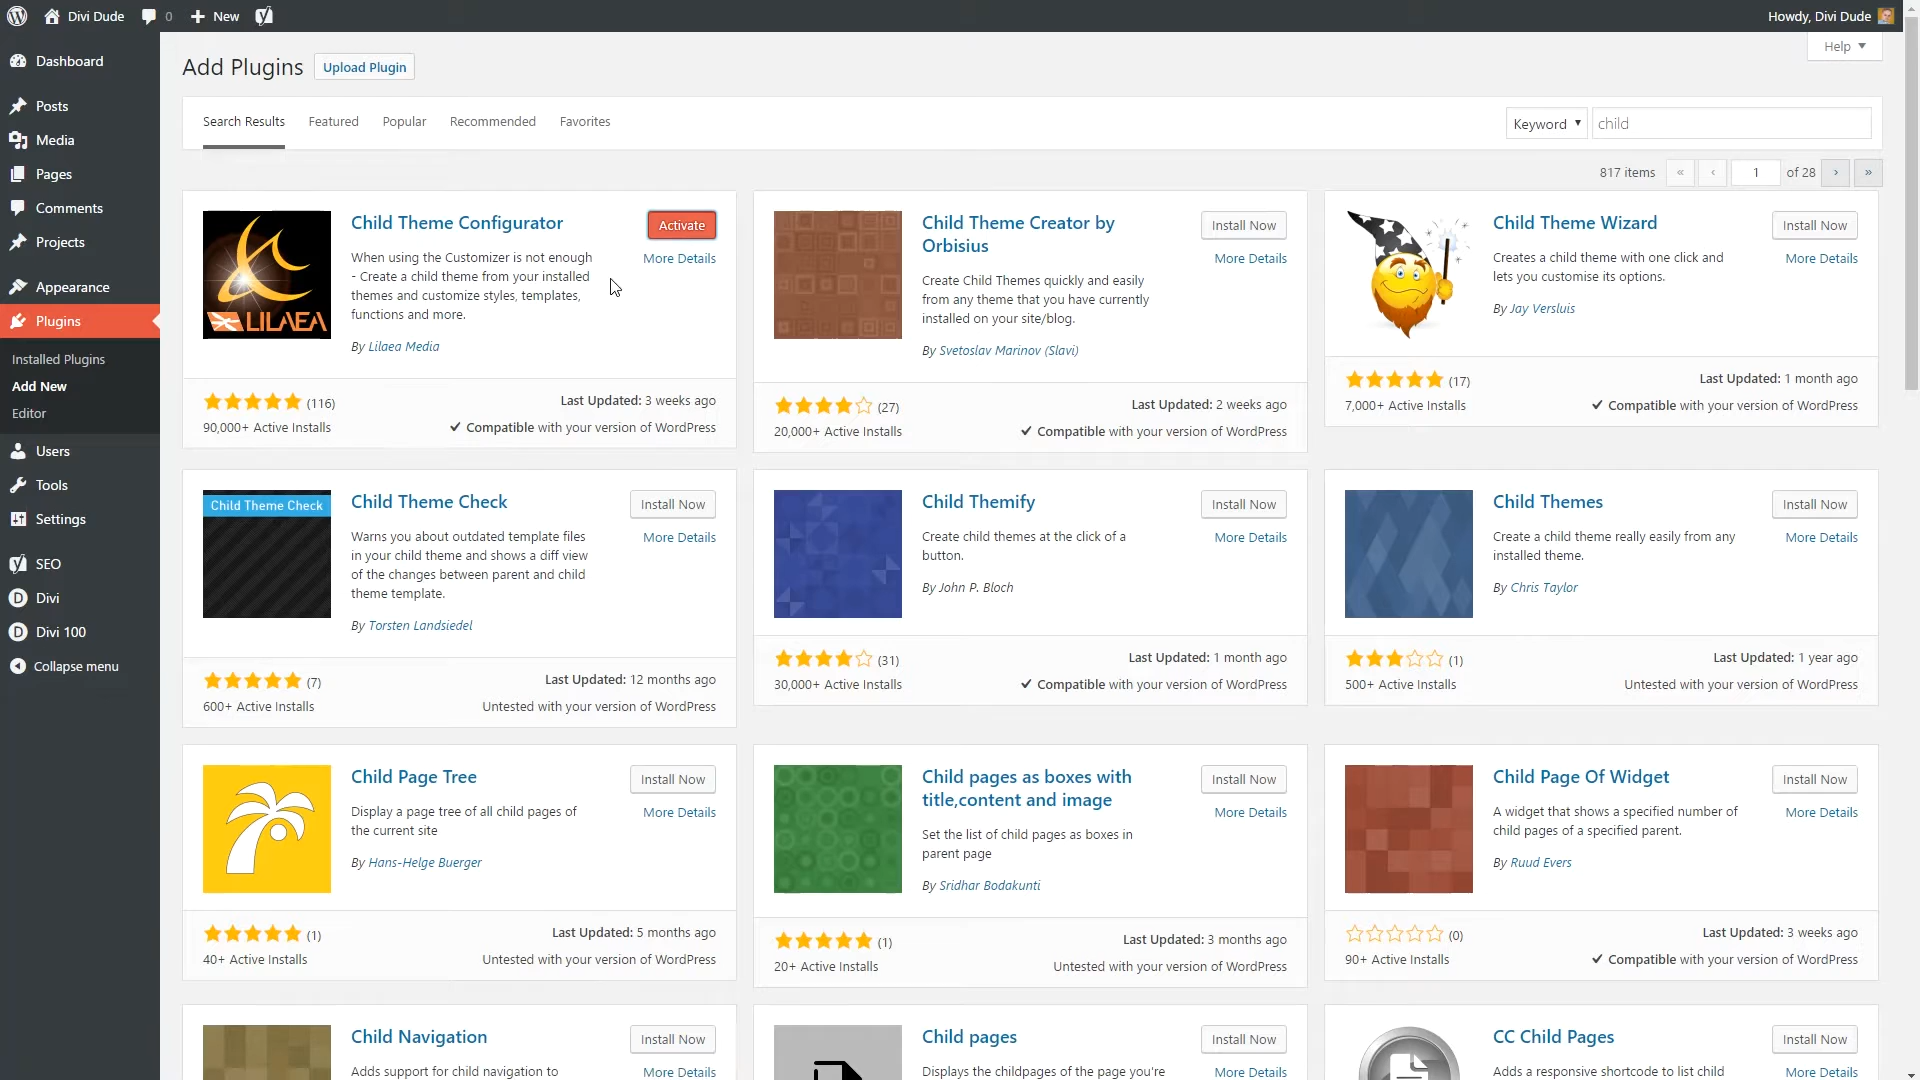 Divi Dude
0
New
Howdy, Divi Dude
Help
Dashboard
Posts
Media
Pages
Comments
Projects
Appearance
Plugins
Installed Plugins
Add New
Editor
Users
Tools
Settings
SEO
Divi
Divi 100
Collapse menu
Add Plugins
Upload Plugin
Search Results
Featured
Popular
Recommended
Favorites
Keyword
child
817 items
«
‹
1
of 28
›
»
LILAEA
Child Theme Configurator
Activate
More Details
When using the Customizer is not enough
- Create a child theme from your installed
themes and customize styles, templates,
functions and more.
By Lilaea Media
(116)
90,000+ Active Installs
Last Updated: 3 weeks ago
Compatible with your version of WordPress
Child Theme Creator by
Orbisius
Install Now
More Details
Create Child Themes quickly and easily
from any theme that you have currently
installed on your site/blog.
By Svetoslav Marinov (Slavi)
(27)
20,000+ Active Installs
Last Updated: 2 weeks ago
Compatible with your version of WordPress
Child Theme Wizard
Install Now
More Details
Creates a child theme with one click and
lets you customise its options.
By Jay Versluis
(17)
7,000+ Active Installs
Last Updated: 1 month ago
Compatible with your version of WordPress
Child Theme Check
Child Theme Check
Install Now
More Details
Warns you about outdated template files
in your child theme and shows a diff view
of the changes between parent and child
theme template.
By Torsten Landsiedel
(7)
600+ Active Installs
Last Updated: 12 months ago
Untested with your version of WordPress
Child Themify
Install Now
More Details
Create child themes at the click of a
button.
By John P. Bloch
(31)
30,000+ Active Installs
Last Updated: 1 month ago
Compatible with your version of WordPress
Child Themes
Install Now
More Details
Create a child theme really easily from any
installed theme.
By Chris Taylor
(1)
500+ Active Installs
Last Updated: 1 year ago
Untested with your version of WordPress
Child Page Tree
Install Now
More Details
Display a page tree of all child pages of
the current site
By Hans-Helge Buerger
(1)
40+ Active Installs
Last Updated: 5 months ago
Untested with your version of WordPress
Child pages as boxes with
title,content and image
Install Now
More Details
Set the list of child pages as boxes in
parent page
By Sridhar Bodakunti
(1)
20+ Active Installs
Last Updated: 3 months ago
Untested with your version of WordPress
Child Page Of Widget
Install Now
More Details
A widget that shows a specified number of
child pages of a specified parent.
By Ruud Evers
(0)
90+ Active Installs
Last Updated: 3 weeks ago
Compatible with your version of WordPress
Child Navigation
Install Now
More Details
Adds support for child navigation to
Child pages
Install Now
More Details
Displays the childpages of the page you're
CC Child Pages
Install Now
More Details
Adds a responsive shortcode to list child